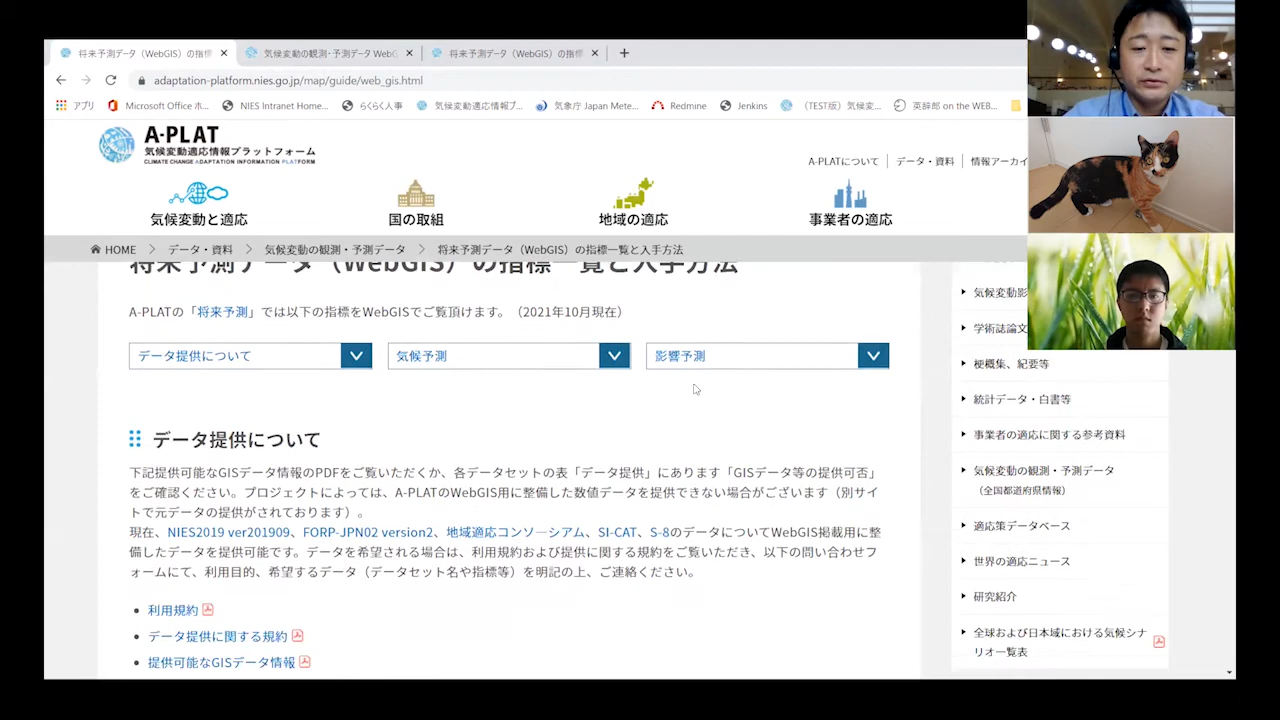 将来予測データ（WebGIS）の指標
気候変動の観測・予測データ WebG
将来予測データ（WebGIS）の指標
adaptation-platform.nies.go.jp/map/guide/web_gis.html
アプリ
Microsoft Office ホ...
NIES Intranet Home...
らくらく人事
気候変動適応情報プ...
気象庁 Japan Mete...
Redmine
Jenkins
（TEST版）気候変...
英辞郎 on the WEB...
A-PLAT
気候変動適応情報プラットフォーム
CLIMATE CHANGE ADAPTATION INFORMATION PLATFORM
A-PLATについて
データ・資料
情報アーカイ
気候変動と適応
国の取組
地域の適応
事業者の適応
HOME
データ・資料
気候変動の観測・予測データ
将来予測データ（WebGIS）の指標一覧と入手方法
将来予測データ（WebGIS）の指標一覧と入手方法
A-PLATの「将来予測」では以下の指標をWebGISでご覧頂けます。（2021年10月現在）
データ提供について
気候予測
影響予測
データ提供について
下記提供可能なGISデータ情報のPDFをご覧いただくか、各データセットの表「データ提供」にあります「GISデータ等の提供可否」
をご確認ください。プロジェクトによっては、A-PLATのWebGIS用に整備した数値データを提供できない場合がございます（別サイ
トで元データの提供がされております）。
現在、NIES2019 ver201909、FORP-JPN02 version2、地域適応コンソーシアム、SI-CAT、S-8のデータについてWebGIS掲載用に整
備したデータを提供可能です。データを希望される場合は、利用規約および提供に関する規約をご覧いただき、以下の問い合わせフ
ォームにて、利用目的、希望するデータ（データセット名や指標等）を明記の上、ご連絡ください。
利用規約
データ提供に関する規約
提供可能なGISデータ情報
気候変動影
学術誌論文
梗概集、紀要等
統計データ・白書等
事業者の適応に関する参考資料
気候変動の観測・予測データ
（全国都道府県情報）
適応策データベース
世界の適応ニュース
研究紹介
全球および日本域における気候シナ
リオ一覧表